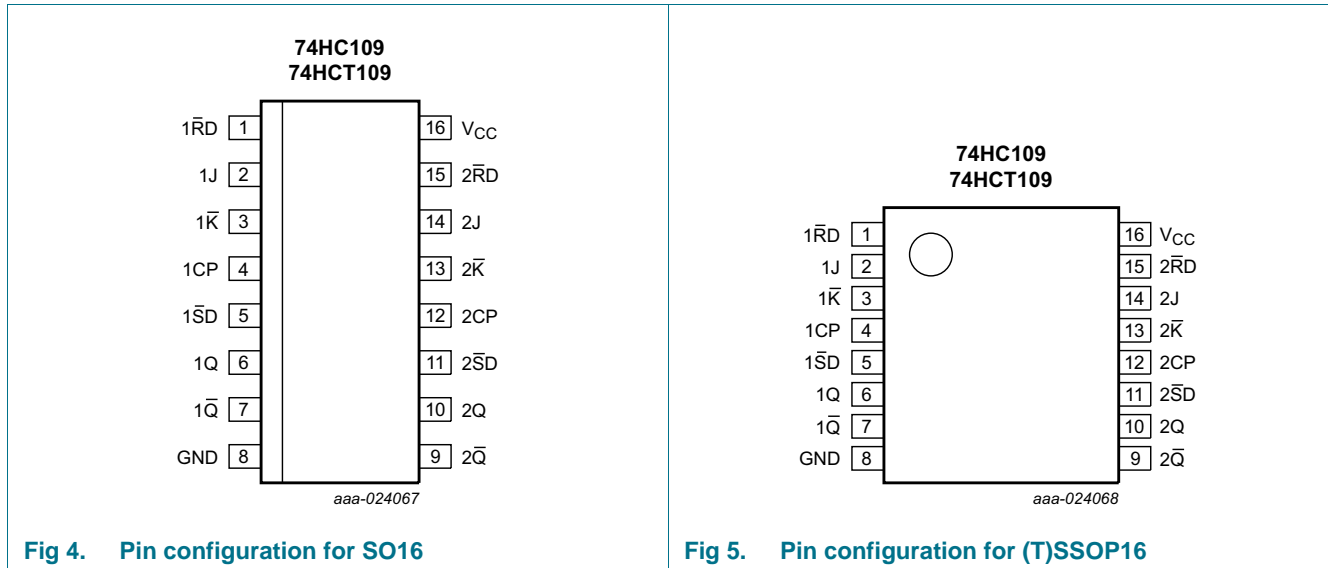 74HC109
74HCT109
1R̅D 1
1J 2
1K̅ 3
1CP 4
1S̅D 5
1Q 6
1Q̅ 7
GND 8
16 VCC
15 2R̅D
14 2J
13 2K̅
12 2CP
11 2S̅D
10 2Q
9 2Q̅
aaa-024067
Fig 4. Pin configuration for SO16
74HC109
74HCT109
1R̅D 1
1J 2
1K̅ 3
1CP 4
1S̅D 5
1Q 6
1Q̅ 7
GND 8
16 VCC
15 2R̅D
14 2J
13 2K̅
12 2CP
11 2S̅D
10 2Q
9 2Q̅
aaa-024068
Fig 5. Pin configuration for (T)SSOP16